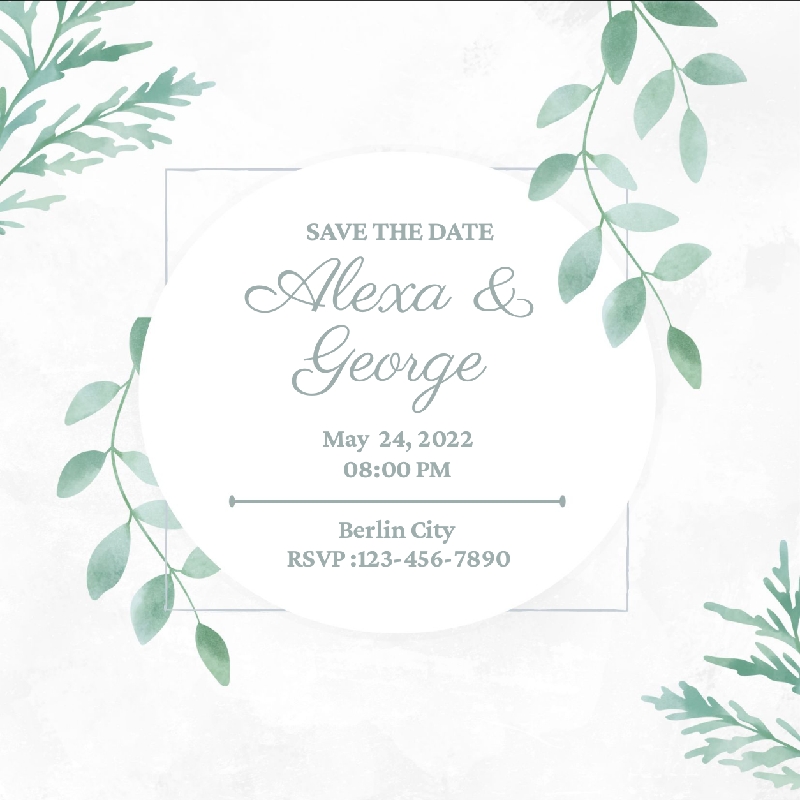 SAVE THE DATE
Alexa &
George
May 24, 2022
08:00 PM
Berlin City
RSVP :123-456-7890